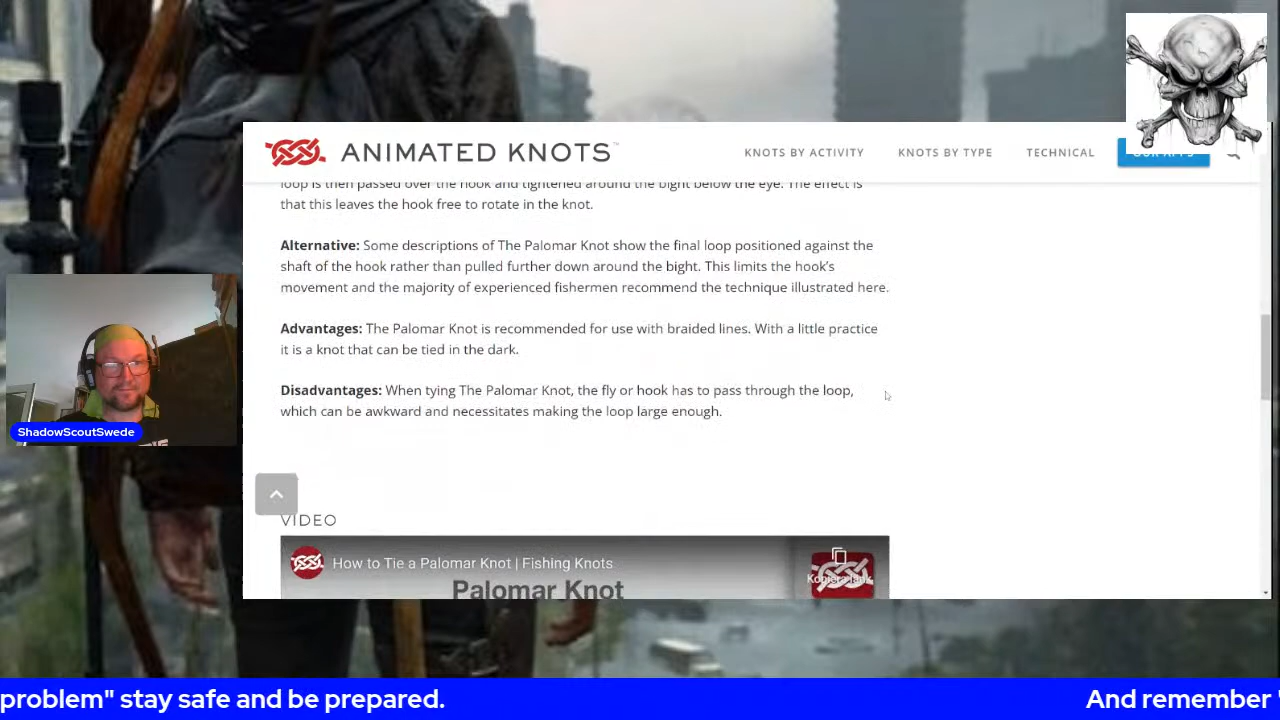 ANIMATED KNOTS
KNOTS BY ACTIVITY
KNOTS BY TYPE
TECHNICAL
OUR APPS
loop is then passed over the hook and tightened around the bight below the eye. The effect is
that this leaves the hook free to rotate in the knot.
Alternative: Some descriptions of The Palomar Knot show the final loop positioned against the
shaft of the hook rather than pulled further down around the bight. This limits the hook's
movement and the majority of experienced fishermen recommend the technique illustrated here.
Advantages: The Palomar Knot is recommended for use with braided lines. With a little practice
it is a knot that can be tied in the dark.
Disadvantages: When tying The Palomar Knot, the fly or hook has to pass through the loop,
which can be awkward and necessitates making the loop large enough.
ShadowScoutSwede
VIDEO
How to Tie a Palomar Knot | Fishing Knots
Kopiera länk
Palomar Knot
problem" stay safe and be prepared.
And remember "